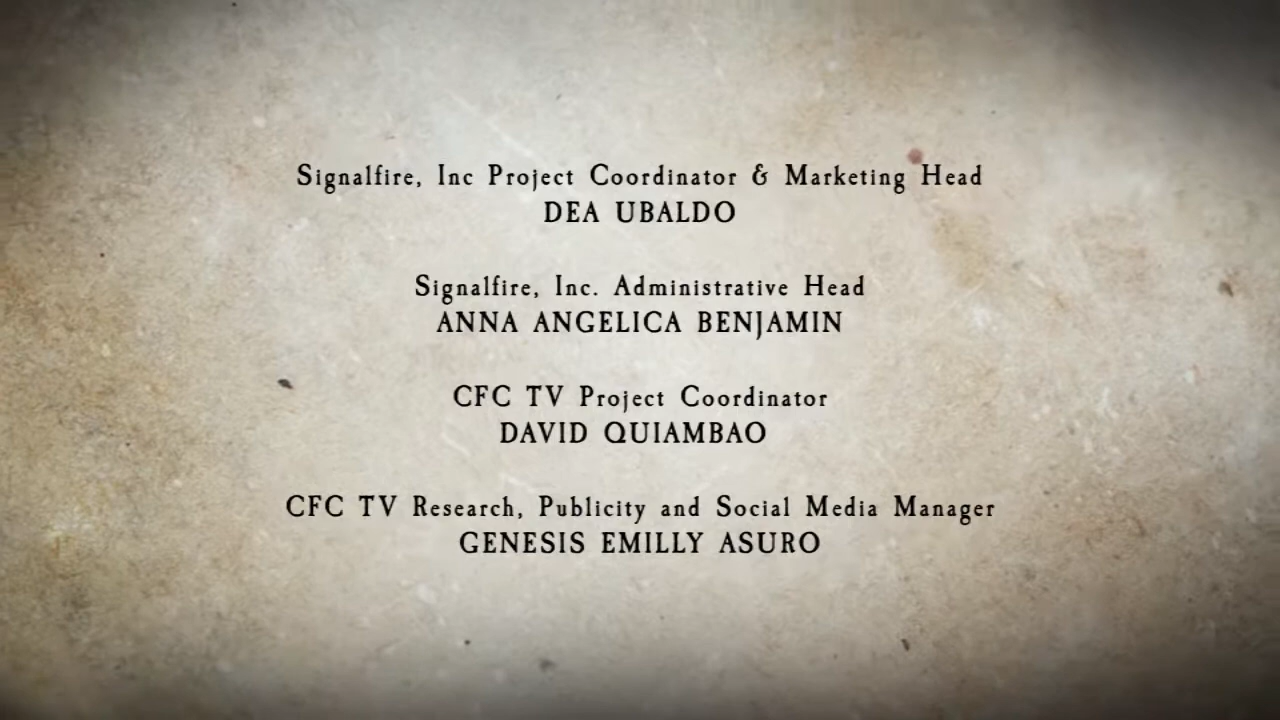 Signalfire, Inc Project Coordinator & Marketing Head
DEA UBALDO
Signalfire, Inc. Administrative Head
ANNA ANGELICA BENJAMIN
CFC TV Project Coordinator
DAVID QUIAMBAO
CFC TV Research, Publicity and Social Media Manager
GENESIS EMILLY ASURO